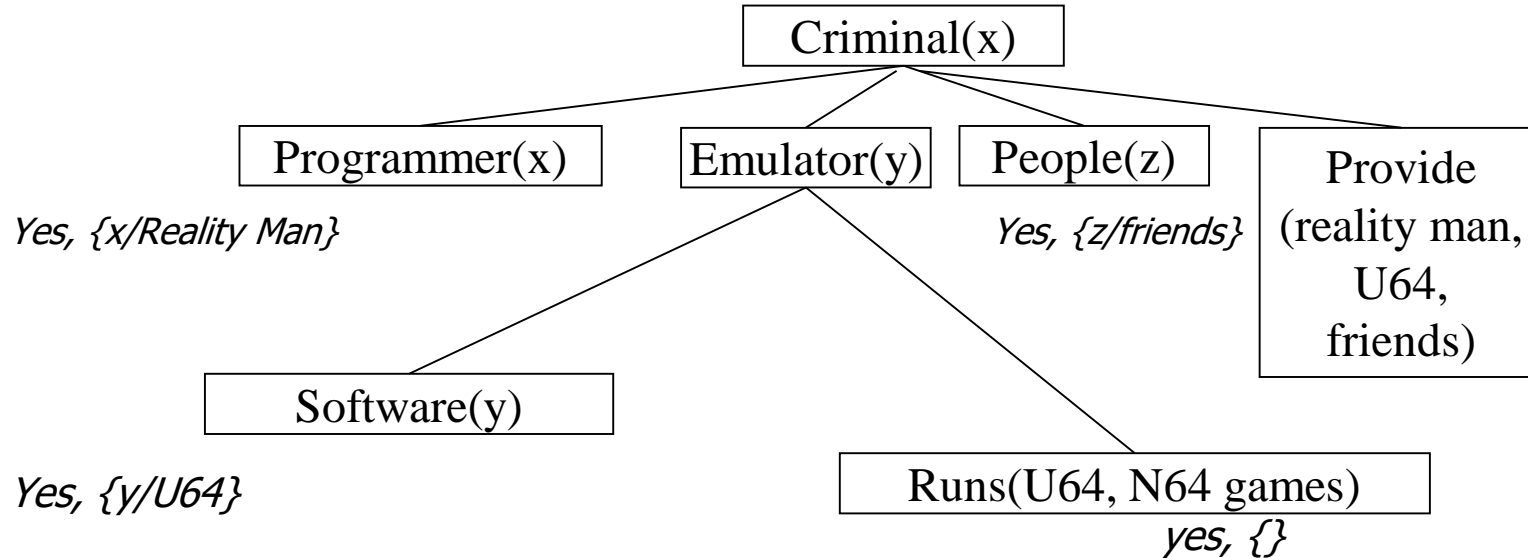 Criminal(x)
Programmer(x)
Emulator(y)
People(z)
Provide
(reality man,
U64,
friends)
Yes, {x/Reality Man}
Yes, {z/friends}
Software(y)
Yes, {y/U64}
Runs(U64, N64 games)
yes, {}